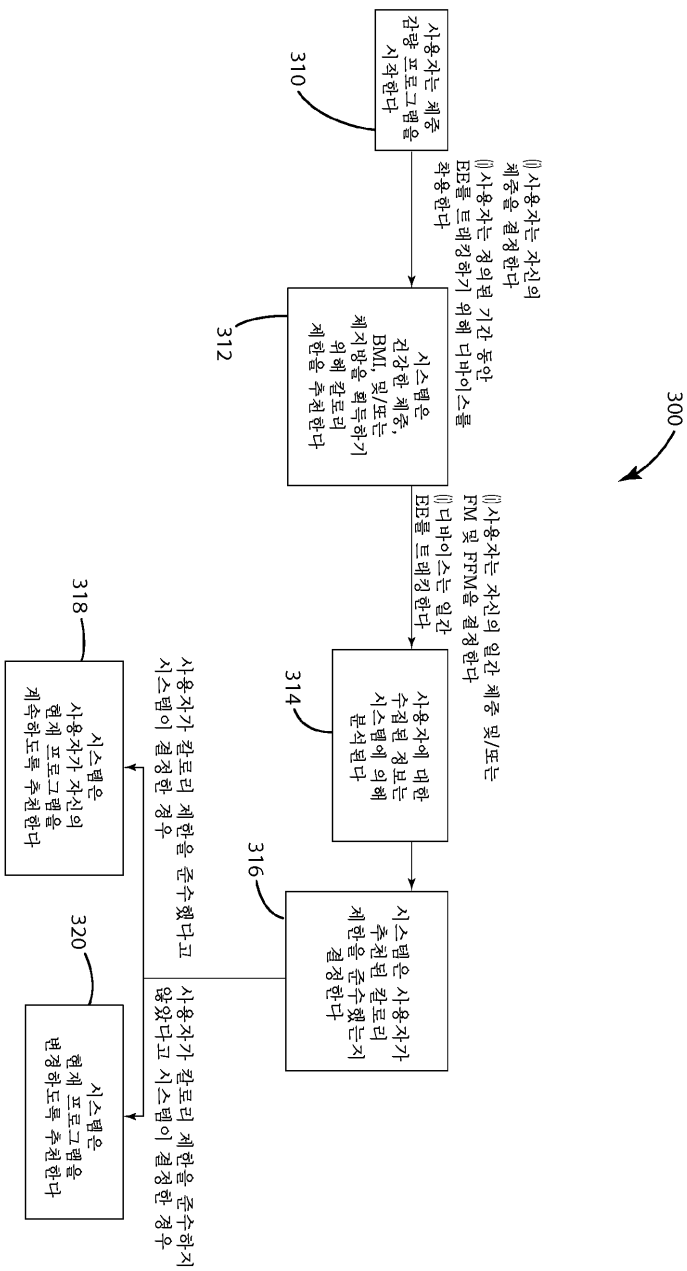 300
사용자는 체중
감량 프로그램을
시작한다
310
(i) 사용자는 자신의
체중을 결정한다
(i) 사용자는 정의된 기간 동안
EE를 트래킹하기 위해 디바이스를
착용한다
시스템은
건강한 체중,
BMI, 및/또는
체지방을 획득하기
위해 칼로리
제한을 추천한다
312
(i) 사용자는 자신의 일간 체중 및/또는
FM 및 FFM을 결정한다
(i) 디바이스는 일간
EE를 트래킹한다
사용자에 대한
수집된 정보는
시스템에 의해
분석된다
314
시스템은 사용자가
추천된 칼로리
제한을 준수했는지
결정한다
316
사용자가 칼로리 제한을 준수했다고
시스템이 결정한 경우
시스템은
사용자가 자신의
현재 프로그램을
계속하도록 추천한다
318
사용자가 칼로리 제한을 준수하지
않았다고 시스템이 결정한 경우
시스템은
현재 프로그램을
변경하도록 추천한다
320